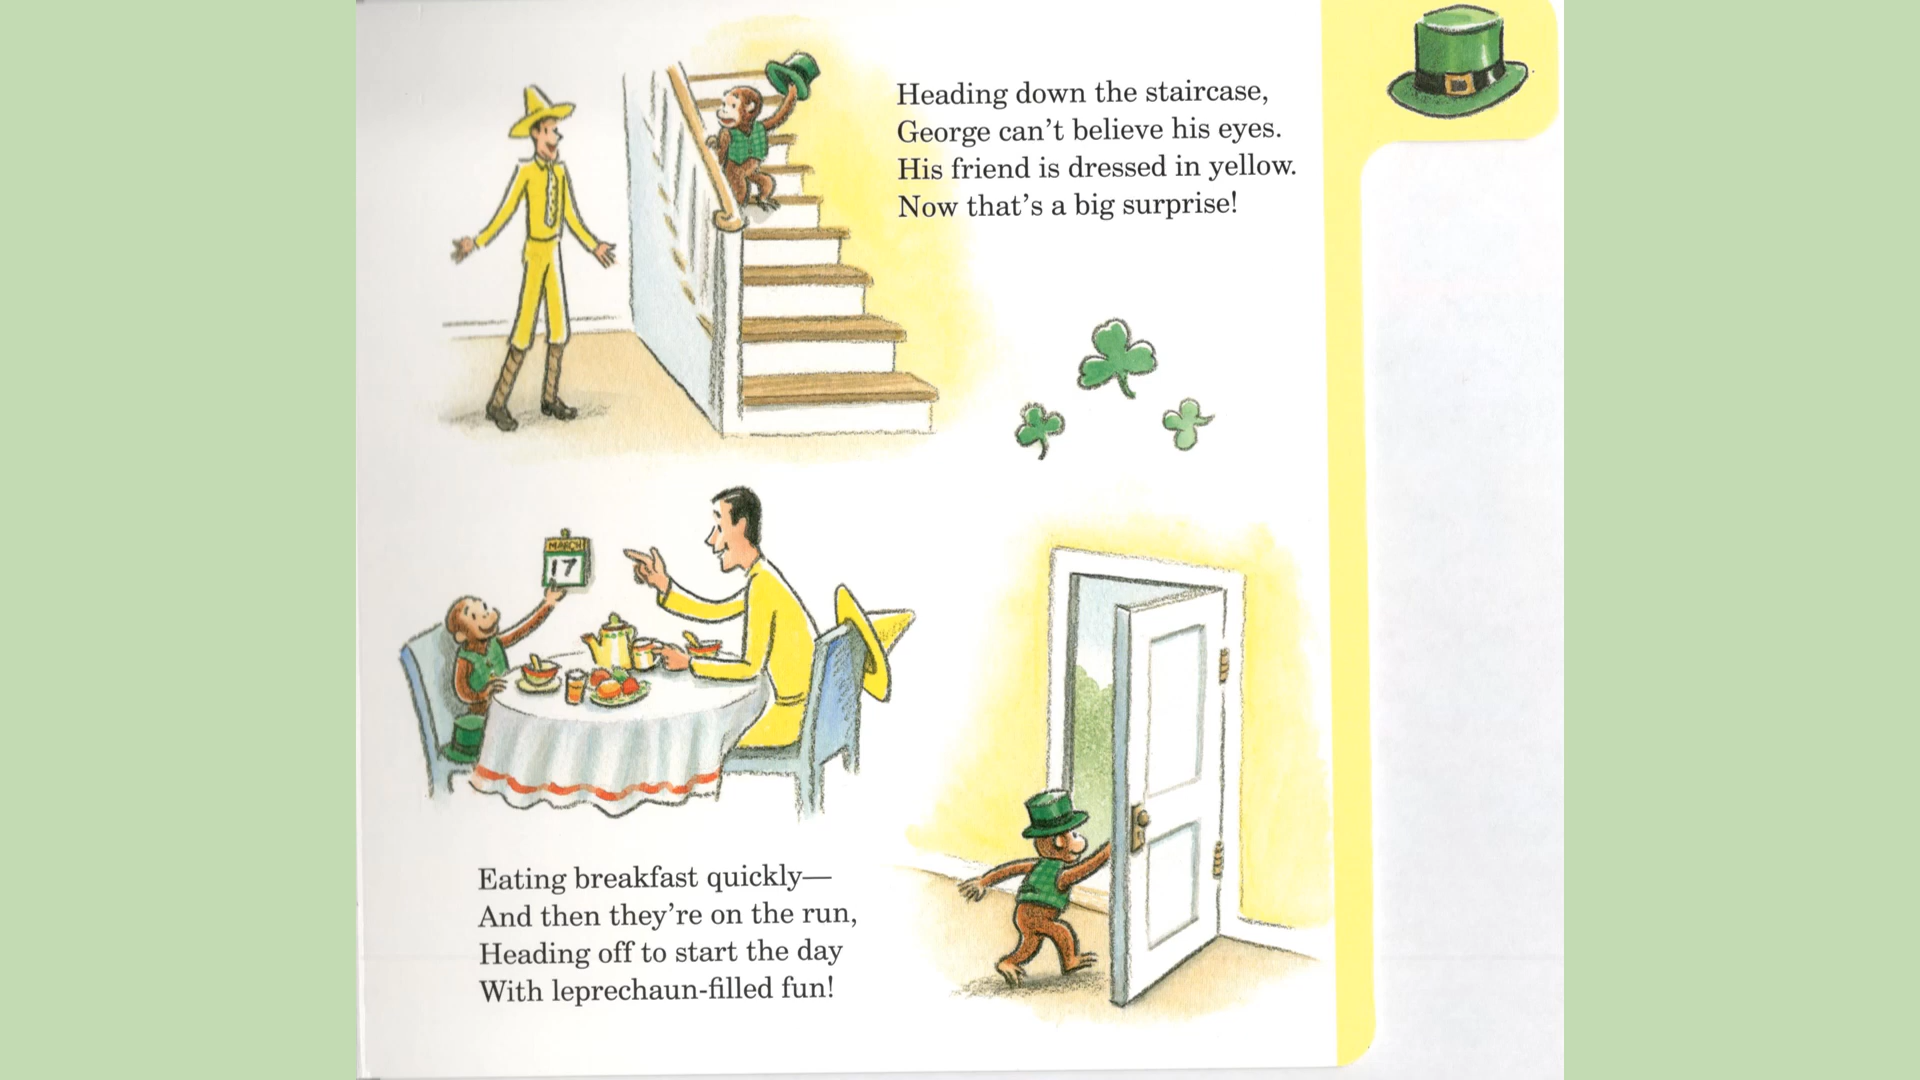 Heading down the staircase,
George can't believe his eyes.
His friend is dressed in yellow.
Now that's a big surprise!
MARCH
17
Eating breakfast quickly—
And then they're on the run,
Heading off to start the day
With leprechaun-filled fun!